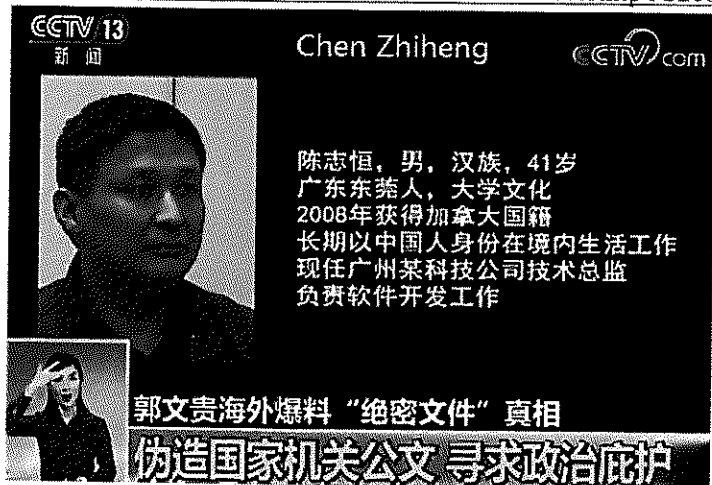 CCTV 13
新闻
Chen Zhiheng
CCTV.com
陈志恒，男，汉族，41岁
广东东莞人，大学文化
2008年获得加拿大国籍
长期以中国人身份在境内生活工作
现任广州某科技公司技术总监
负责软件开发工作
郭文贵海外爆料“绝密文件”真相
伪造国家机关公文 寻求政治庇护